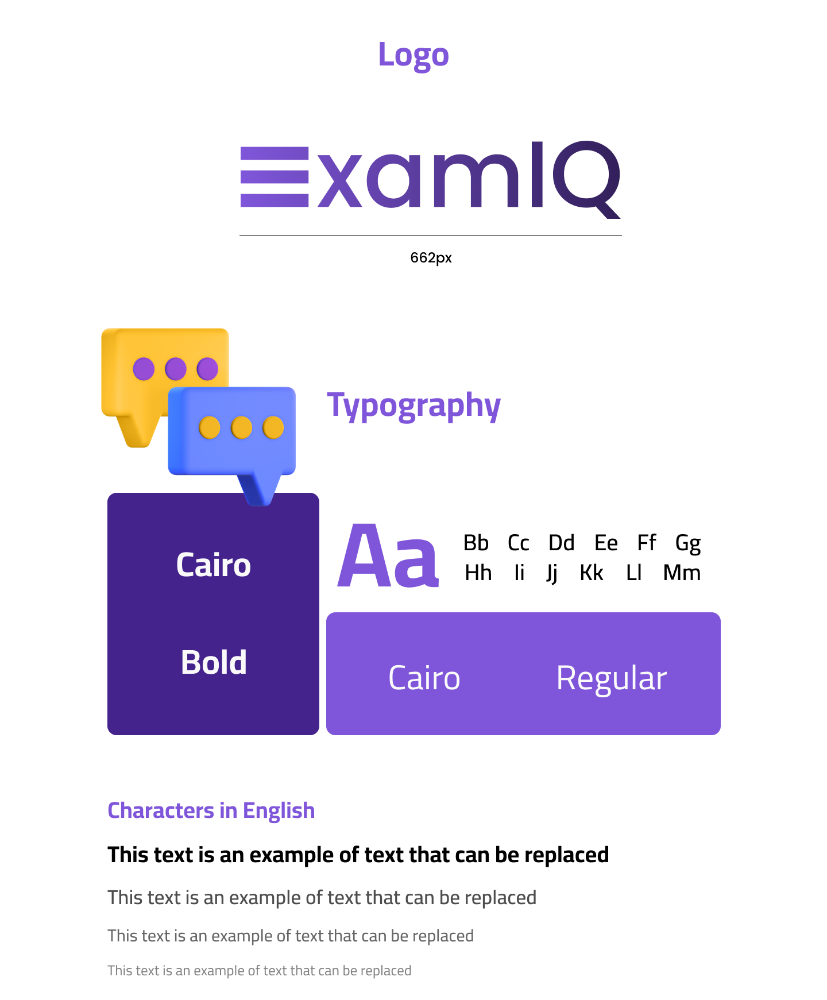 Logo
ExamIQ
662px
Typography
Cairo
Bold
Aa
Bb Cc Dd Ee Ff Gg
Hh Ii Jj Kk Ll Mm
Cairo Regular
Characters in English
This text is an example of text that can be replaced
This text is an example of text that can be replaced
This text is an example of text that can be replaced
This text is an example of text that can be replaced